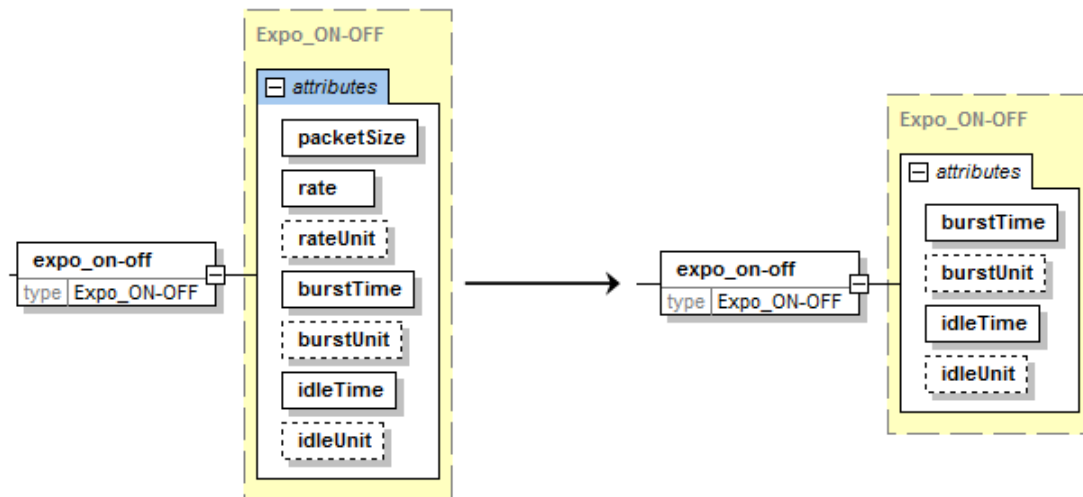 Expo_ON-OFF
attributes
packetSize
rate
rateUnit
burstTime
burstUnit
idleTime
idleUnit
expo_on-off
type Expo_ON-OFF
Expo_ON-OFF
attributes
burstTime
burstUnit
idleTime
idleUnit
expo_on-off
type Expo_ON-OFF